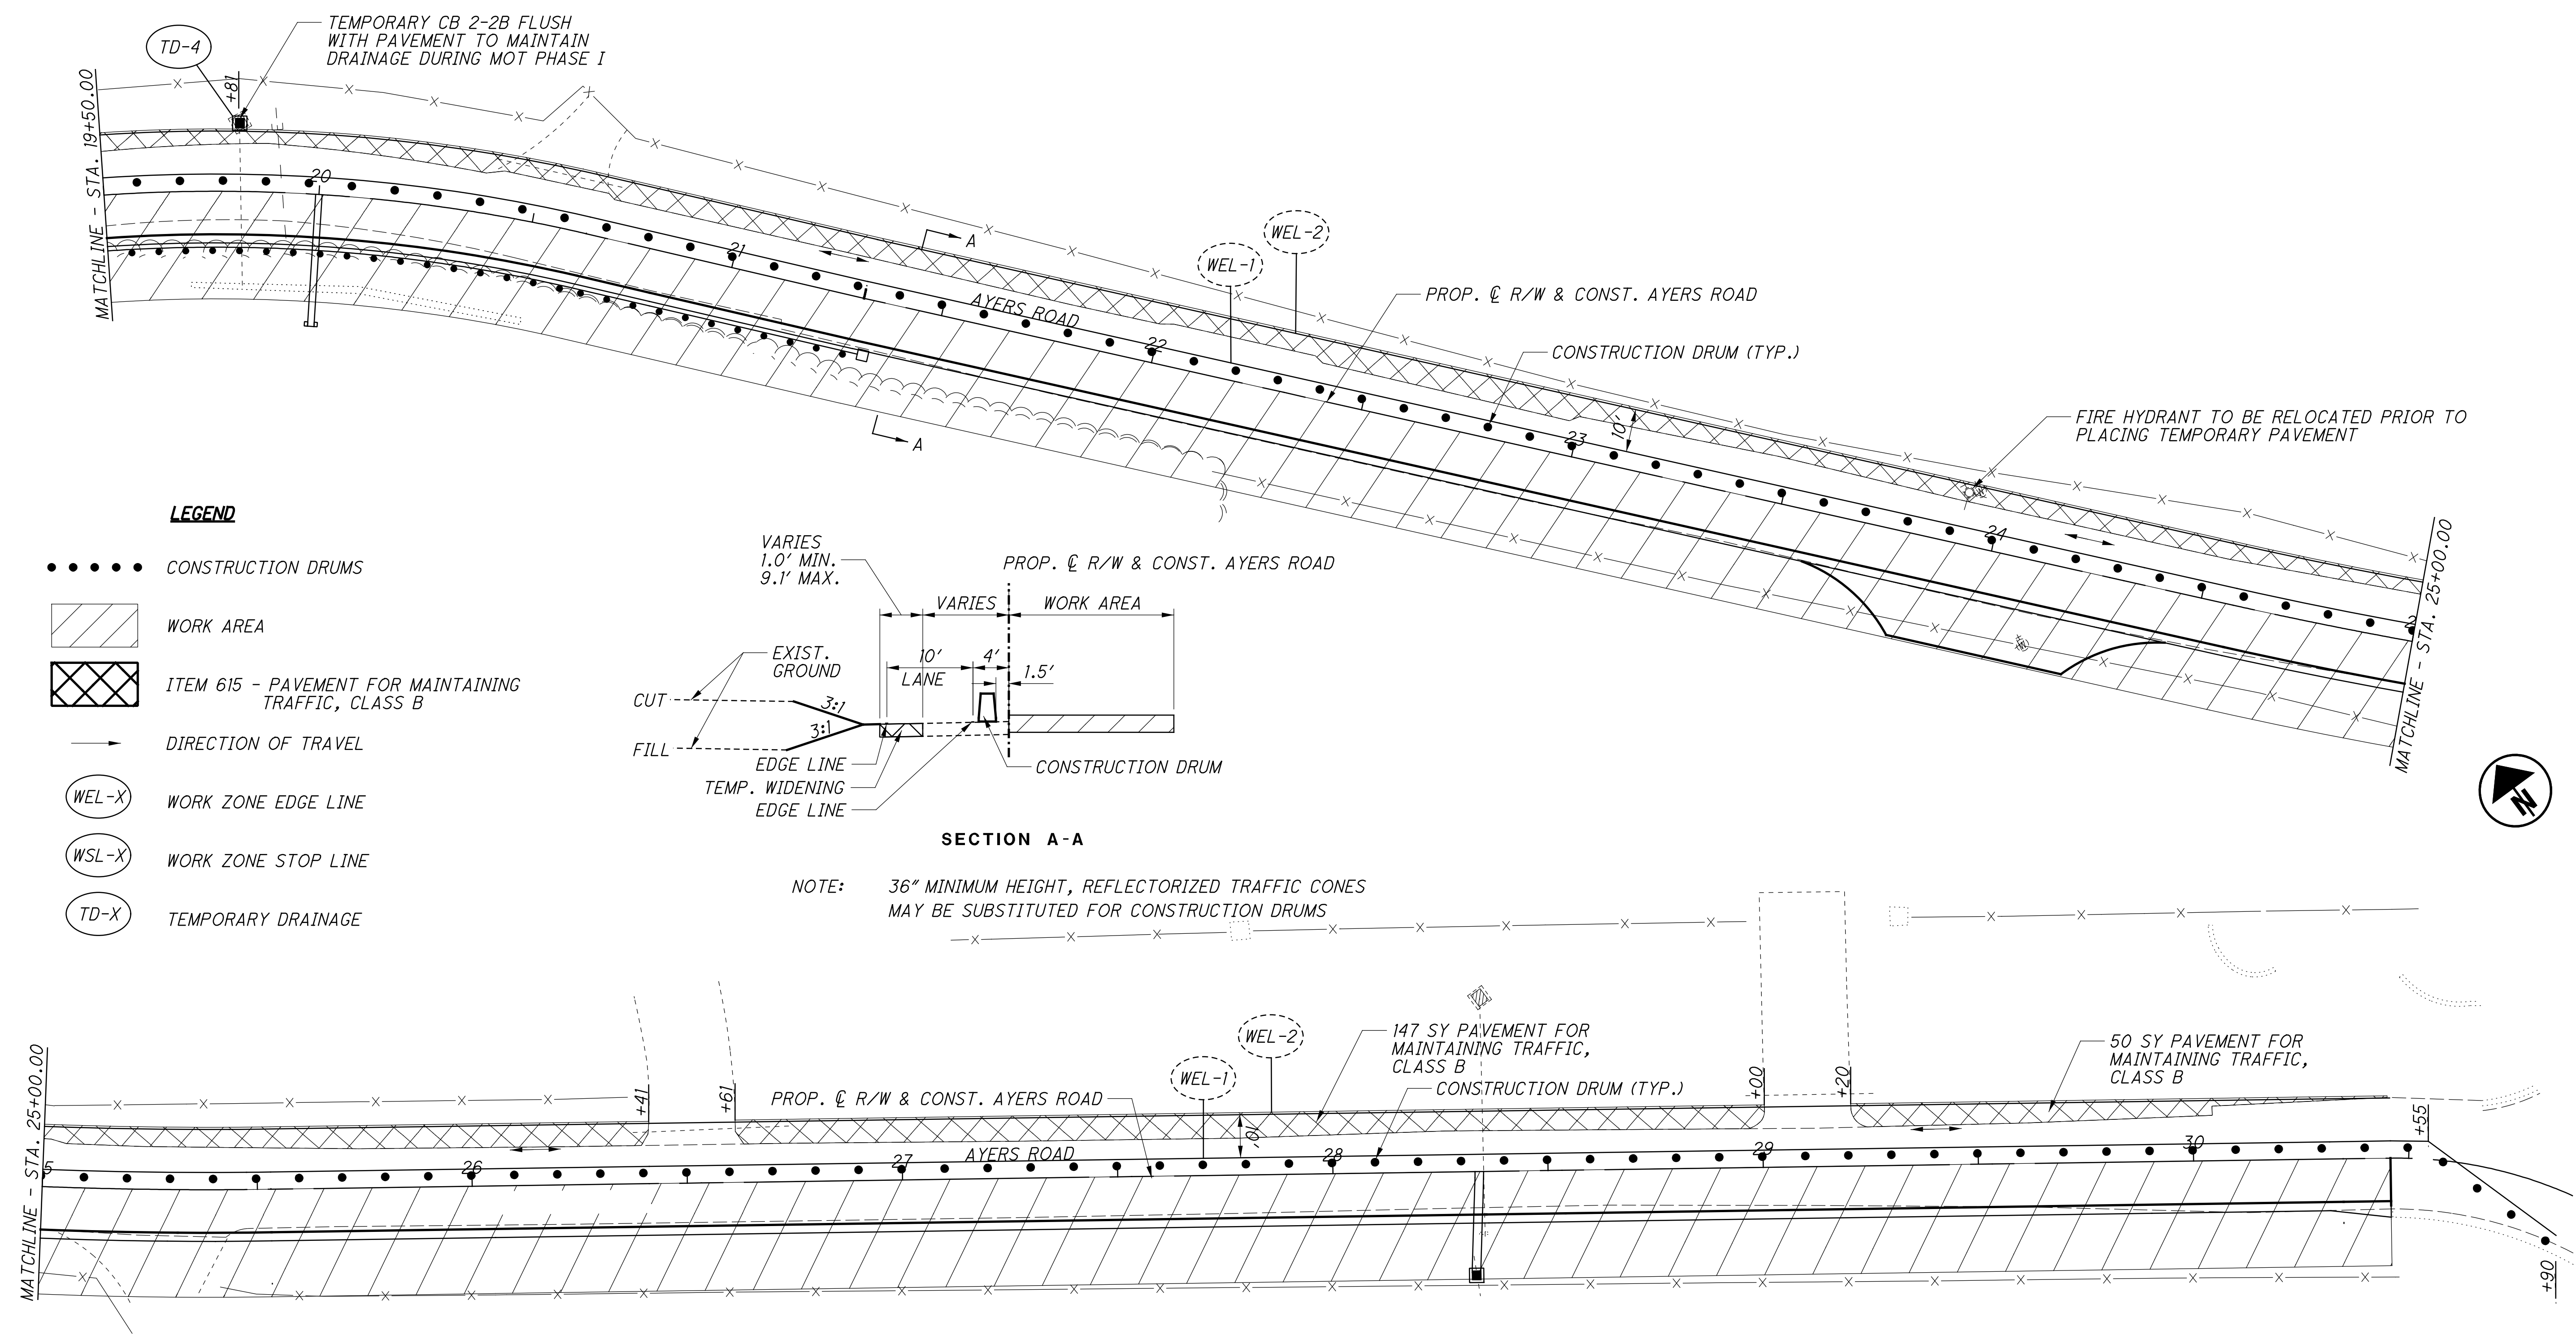 TEMPORARY CB 2-2B FLUSH
WITH PAVEMENT TO MAINTAIN
DRAINAGE DURING MOT PHASE I
TD-4
+81
MATCHLINE - STA. 19+50.00
20
21
A
A
AYERS ROAD
22
WEL-1
WEL-2
PROP. ℄ R/W & CONST. AYERS ROAD
CONSTRUCTION DRUM (TYP.)
23
10'
FIRE HYDRANT TO BE RELOCATED PRIOR TO
PLACING TEMPORARY PAVEMENT
24
2
MATCHLINE - STA. 25+00.00
N
LEGEND
CONSTRUCTION DRUMS
WORK AREA
ITEM 615 - PAVEMENT FOR MAINTAINING
TRAFFIC, CLASS B
DIRECTION OF TRAVEL
WEL-X
WORK ZONE EDGE LINE
WSL-X
WORK ZONE STOP LINE
TD-X
TEMPORARY DRAINAGE
VARIES
1.0' MIN.
9.1' MAX.
PROP. ℄ R/W & CONST. AYERS ROAD
VARIES
WORK AREA
EXIST.
GROUND
10'
LANE
4'
1.5'
CUT
3:1
3:1
FILL
EDGE LINE
TEMP. WIDENING
EDGE LINE
CONSTRUCTION DRUM
SECTION A-A
NOTE: 36" MINIMUM HEIGHT, REFLECTORIZED TRAFFIC CONES
MAY BE SUBSTITUTED FOR CONSTRUCTION DRUMS
MATCHLINE - STA. 25+00.00
5
26
+41
+61
PROP. ℄ R/W & CONST. AYERS ROAD
27
AYERS ROAD
WEL-1
WEL-2
10'
28
147 SY PAVEMENT FOR
MAINTAINING TRAFFIC,
CLASS B
CONSTRUCTION DRUM (TYP.)
+00
29
+20
50 SY PAVEMENT FOR
MAINTAINING TRAFFIC,
CLASS B
30
+55
+90